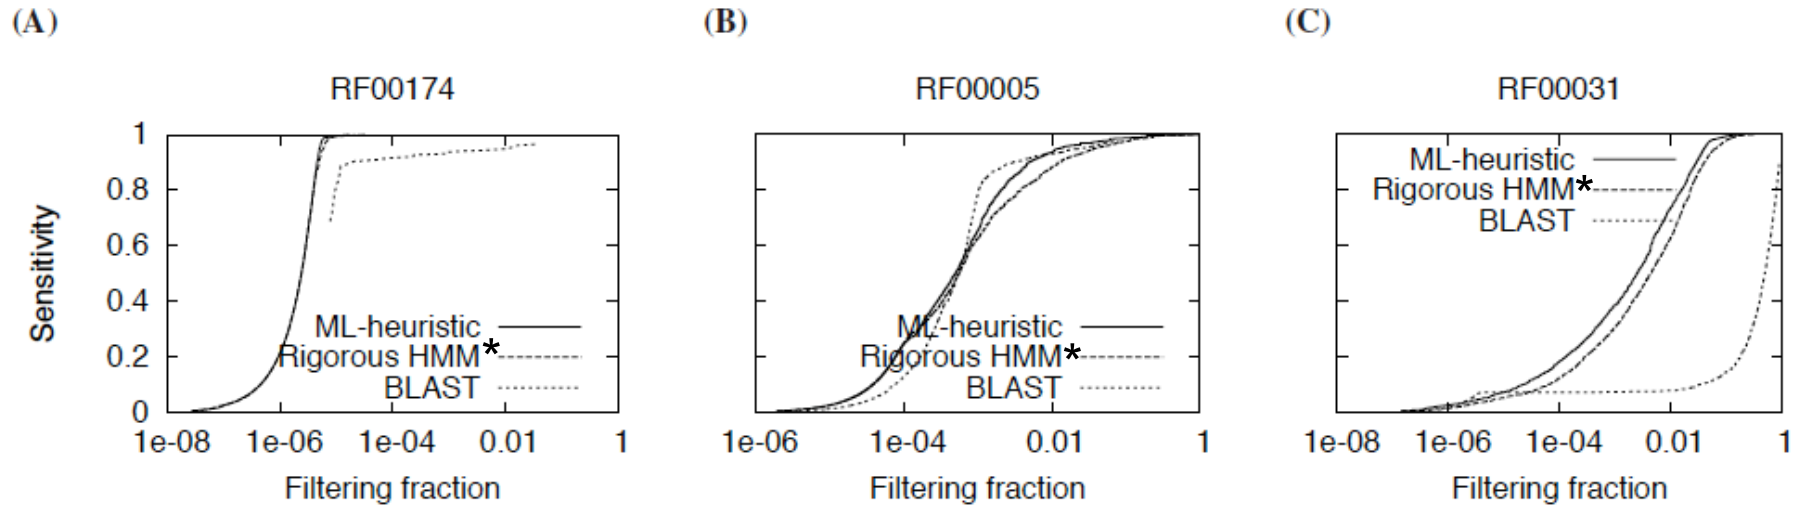 (A)
RF00174
Sensitivity
1
0.8
0.6
0.4
0.2
0
ML-heuristic
Rigorous HMM*
BLAST
1e-08 1e-06 1e-04 0.01 1
Filtering fraction
(B)
RF00005
ML-heuristic
Rigorous HMM*
BLAST
1e-06 1e-04 0.01 1
Filtering fraction
(C)
RF00031
ML-heuristic
Rigorous HMM*
BLAST
1e-08 1e-06 1e-04 0.01 1
Filtering fraction